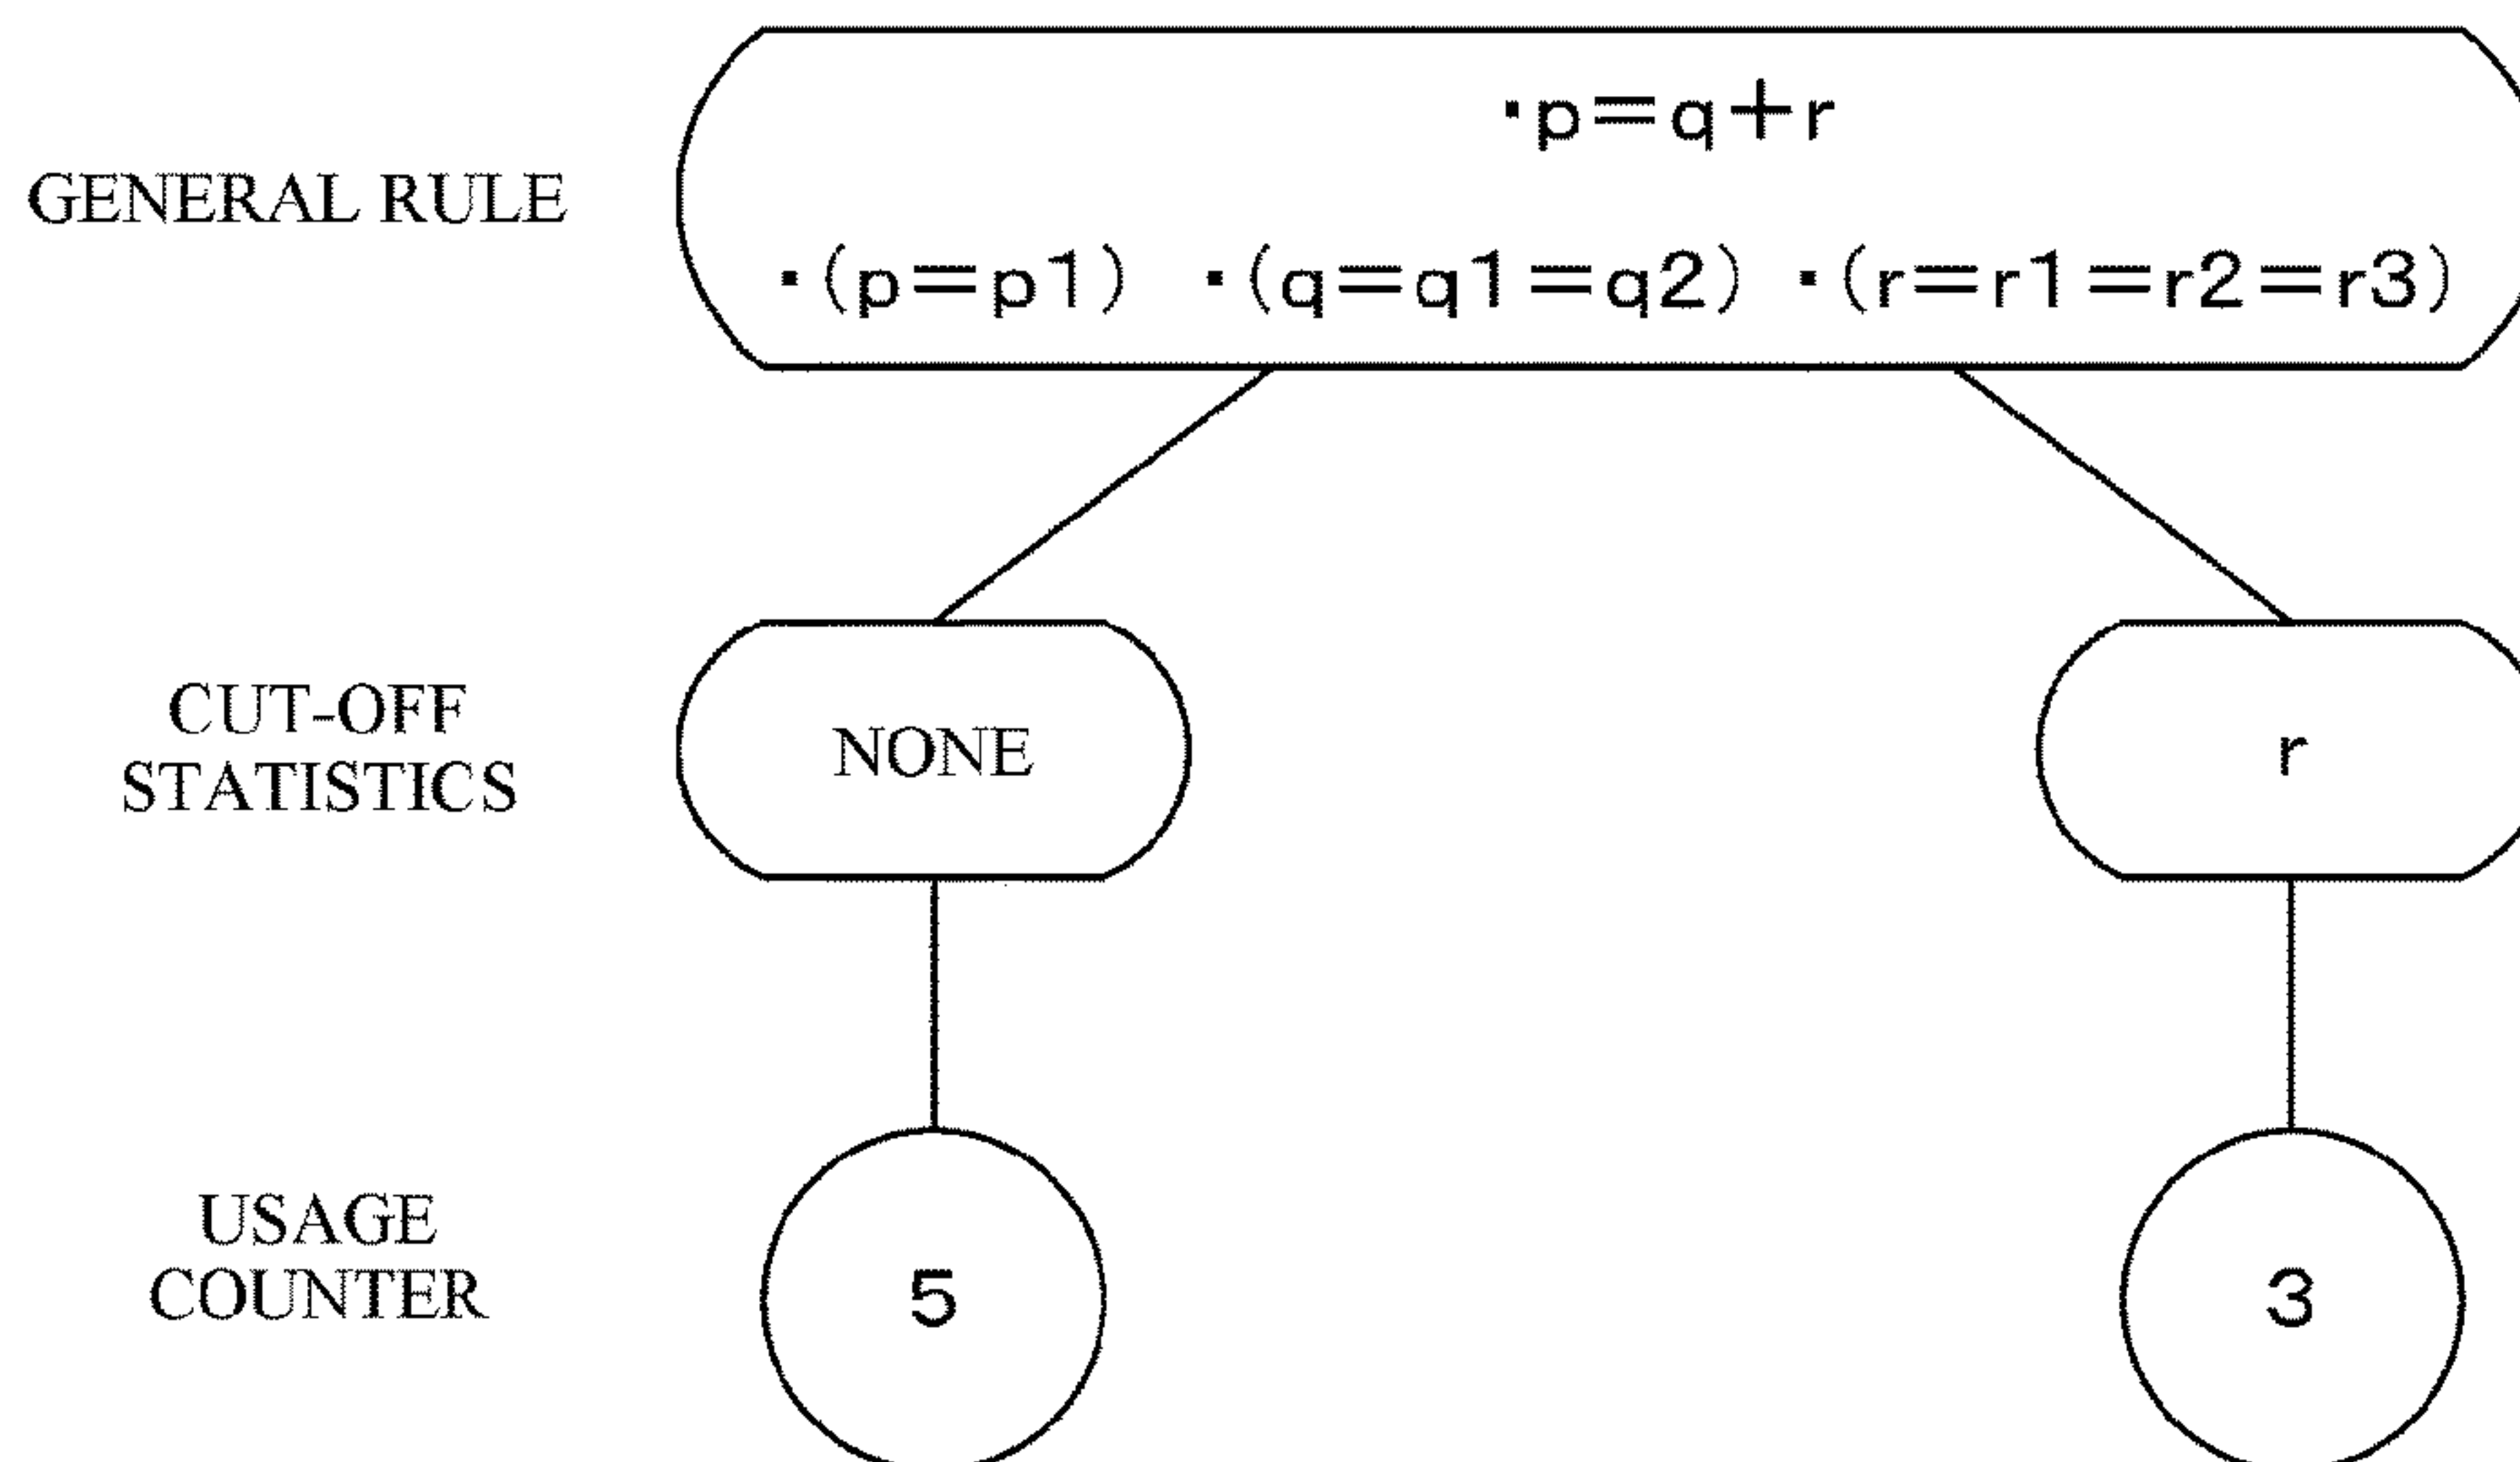 ·p=q+r
GENERAL RULE
·(p=p1) ·(q=q1=q2) ·(r=r1=r2=r3)
CUT-OFF
STATISTICS
NONE
r
USAGE
COUNTER
5
3